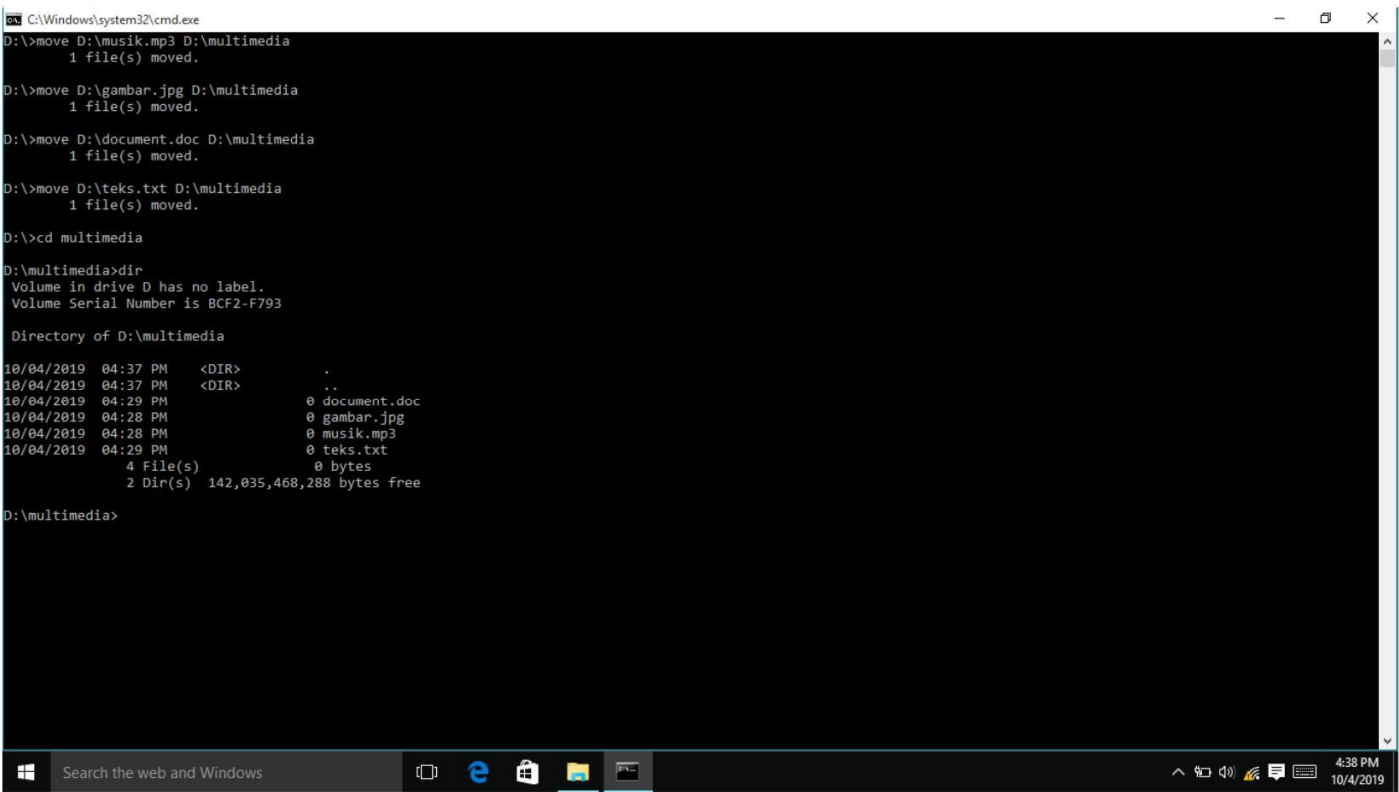 C:\Windows\system32\cmd.exe
D:\>move D:\musik.mp3 D:\multimedia
        1 file(s) moved.
D:\>move D:\gambar.jpg D:\multimedia
        1 file(s) moved.
D:\>move D:\document.doc D:\multimedia
        1 file(s) moved.
D:\>move D:\teks.txt D:\multimedia
        1 file(s) moved.
D:\>cd multimedia
D:\multimedia>dir
 Volume in drive D has no label.
 Volume Serial Number is BCF2-F793
 Directory of D:\multimedia
10/04/2019  04:37 PM    <DIR>          .
10/04/2019  04:37 PM    <DIR>          ..
10/04/2019  04:29 PM                 0 document.doc
10/04/2019  04:28 PM                 0 gambar.jpg
10/04/2019  04:28 PM                 0 musik.mp3
10/04/2019  04:29 PM                 0 teks.txt
               4 File(s)              0 bytes
               2 Dir(s)  142,035,468,288 bytes free
D:\multimedia>
Search the web and Windows
4:38 PM
10/4/2019